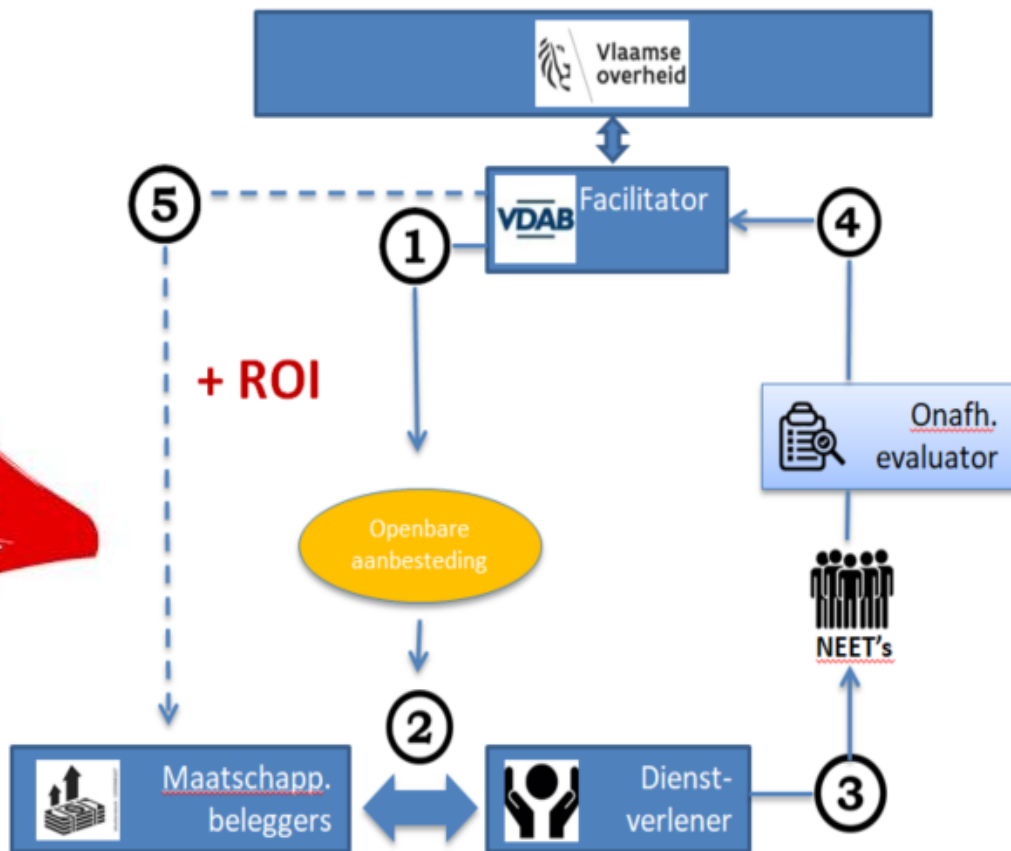 Vlaamse
overheid
VDAB
Facilitator
5
1
4
+ ROI
Onafh.
evaluator
Openbare
aanbesteding
NEET's
2
Maatschapp.
beleggers
Dienst-
verlener
3